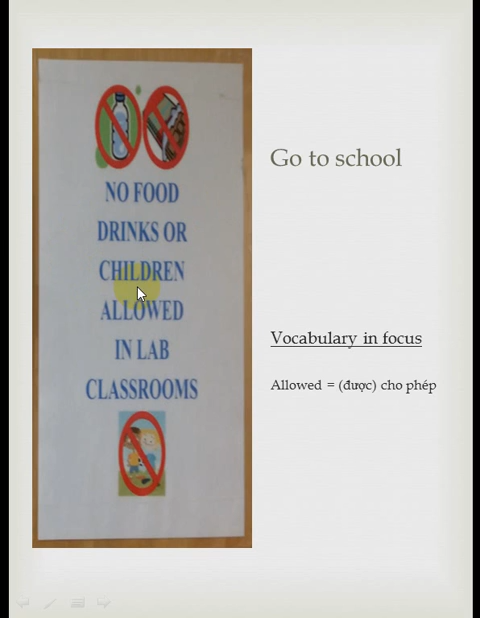 NO FOOD
DRINKS OR
CHILDREN
ALLOWED
IN LAB
CLASSROOMS
Go to school
Vocabulary in focus
Allowed = (được) cho phép